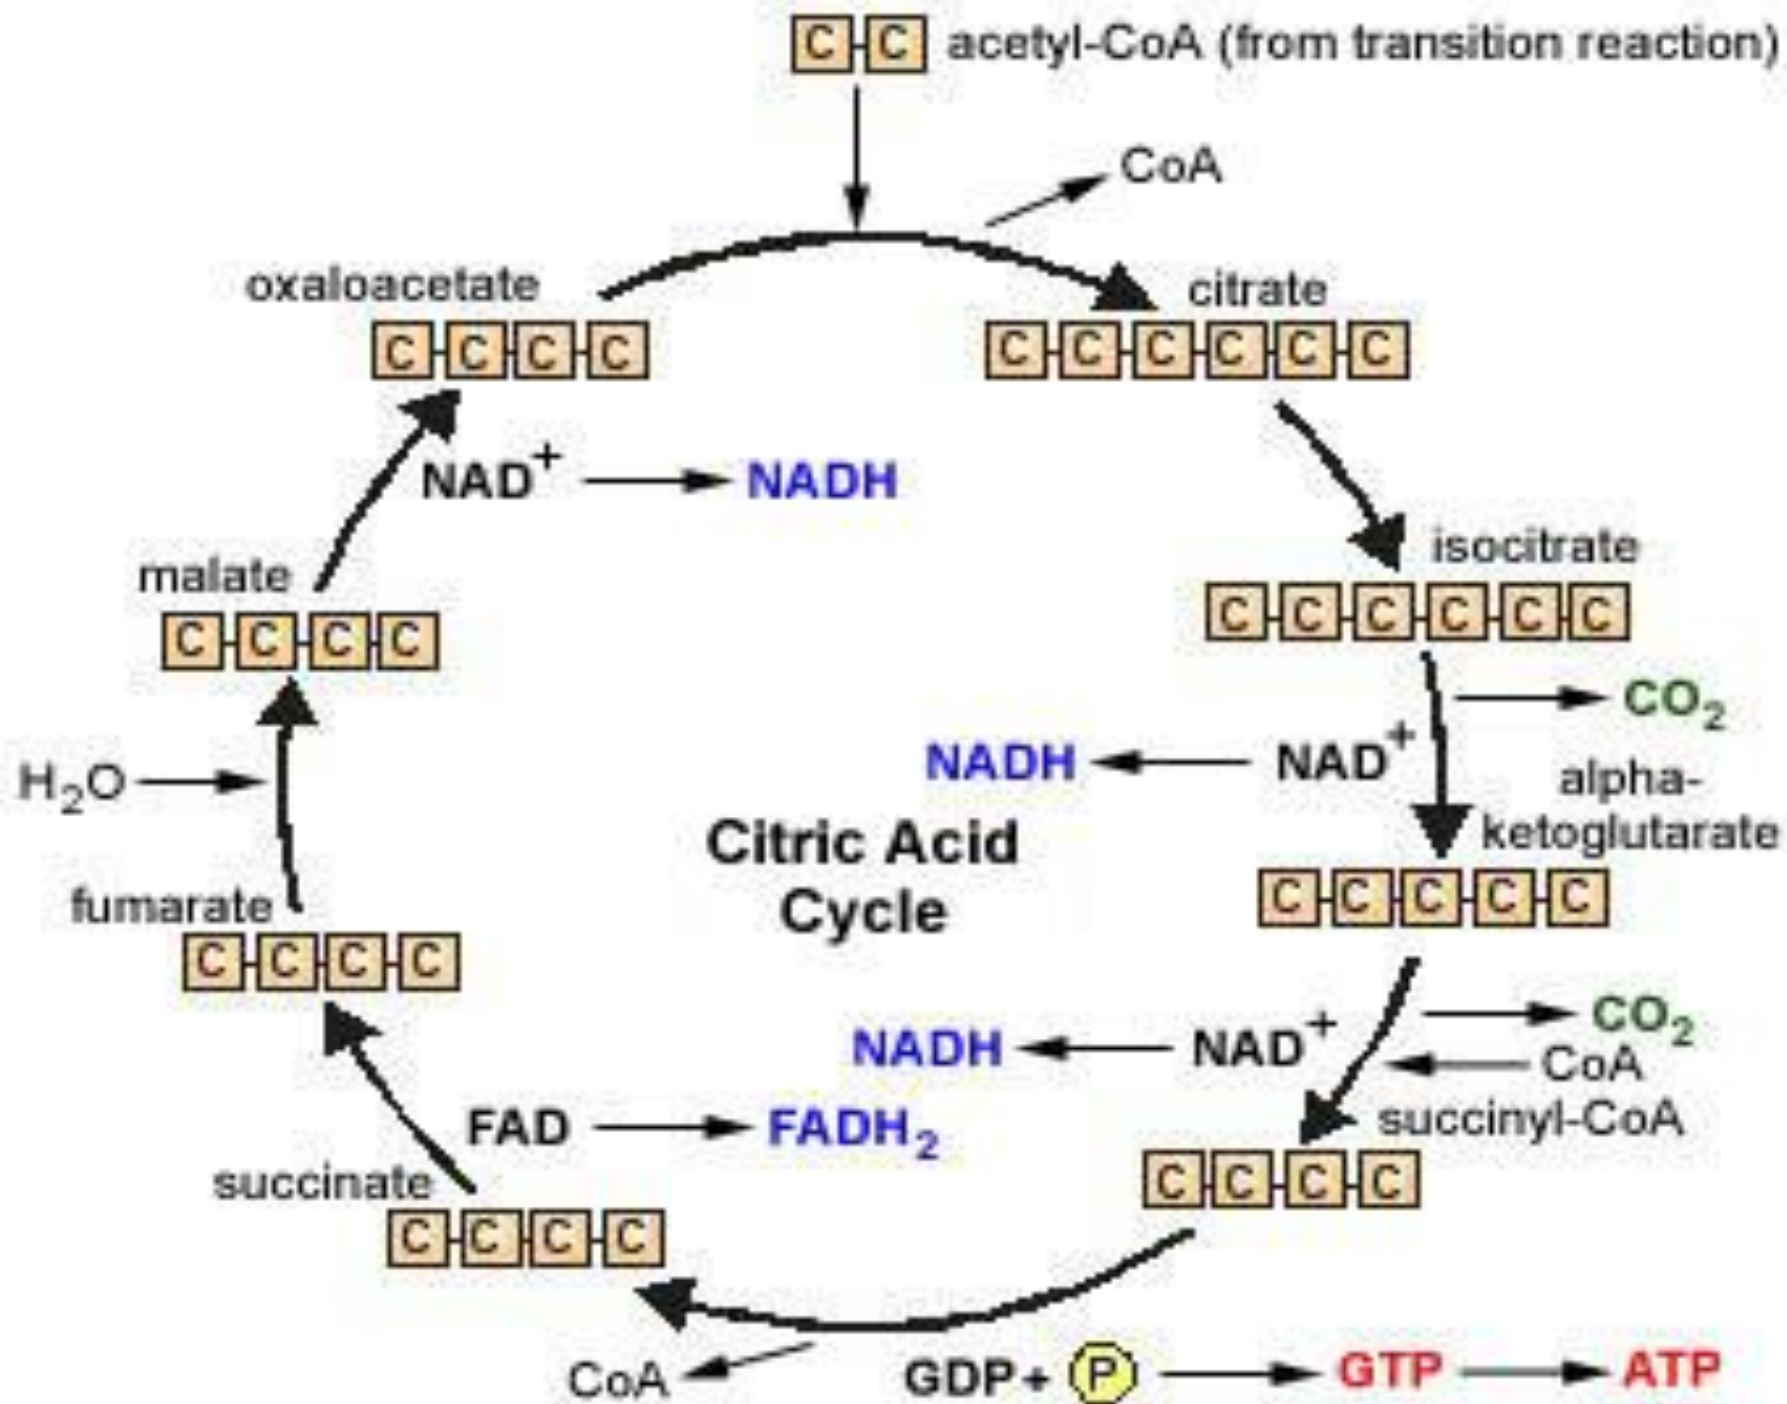 C C acetyl-CoA (from transition reaction)
CoA
oxaloacetate
C C C C
citrate
C C C C C C
NAD+ NADH
isocitrate
C C C C C C
malate
C C C C
CO2
NADH NAD+
H2O
alpha-
ketoglutarate
C C C C C
Citric Acid
Cycle
fumarate
C C C C
CO2
NADH NAD+
CoA
succinyl-CoA
C C C C
FAD FADH2
succinate
C C C C
CoA
GDP+ P GTP ATP